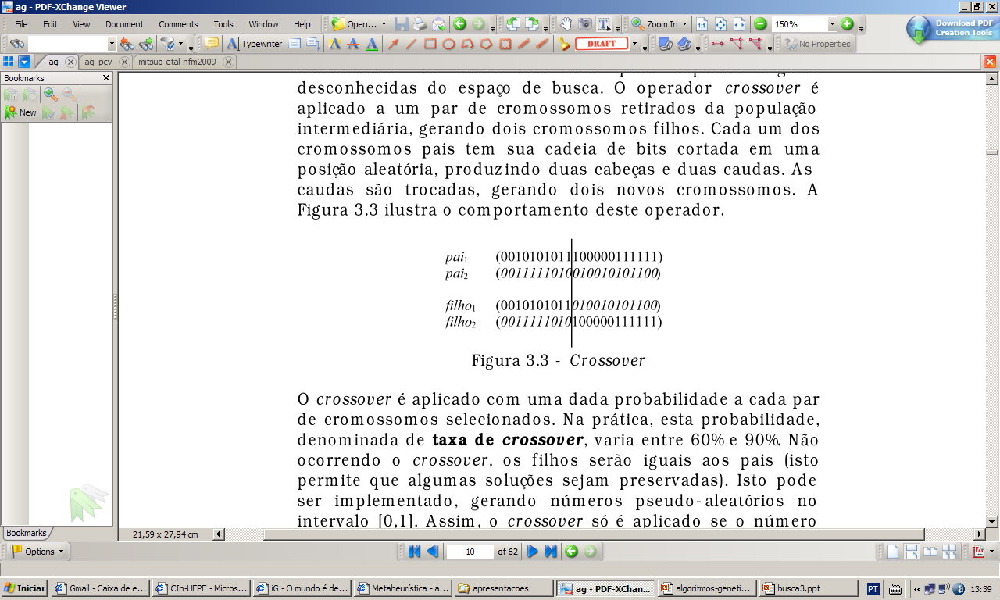 ag - PDF-XChange Viewer
File Edit View Document Comments Tools Window Help Open... Zoom In 150% Download PDF Creation Tools
Typewriter DRAFT No Properties
ag ag_pcv mitsuo-etal-nfm2009
Bookmarks
New
desconhecidas do espaço de busca. O operador crossover é
aplicado a um par de cromossomos retirados da população
intermediária, gerando dois cromossomos filhos. Cada um dos
cromossomos pais tem sua cadeia de bits cortada em uma
posição aleatória, produzindo duas cabeças e duas caudas. As
caudas são trocadas, gerando dois novos cromossomos. A
Figura 3.3 ilustra o comportamento deste operador.
pai1 (0010101011100000111111)
pai2 (0011111010010010101100)
filho1 (0010101011010010101100)
filho2 (0011111010100000111111)
Figura 3.3 - Crossover
O crossover é aplicado com uma dada probabilidade a cada par
de cromossomos selecionados. Na prática, esta probabilidade,
denominada de taxa de crossover, varia entre 60% e 90%. Não
ocorrendo o crossover, os filhos serão iguais aos pais (isto
permite que algumas soluções sejam preservadas). Isto pode
ser implementado, gerando números pseudo-aleatórios no
intervalo [0,1]. Assim, o crossover só é aplicado se o número
Bookmarks
21,59 x 27,94 cm
Options 10 of 62
Iniciar Gmail - Caixa de e... CIn-UFPE - Micros... iG - O mundo é de... Metaheurística - a... apresentacoes ag - PDF-XChan... algoritmos-geneti... busca3.ppt PT 13:39